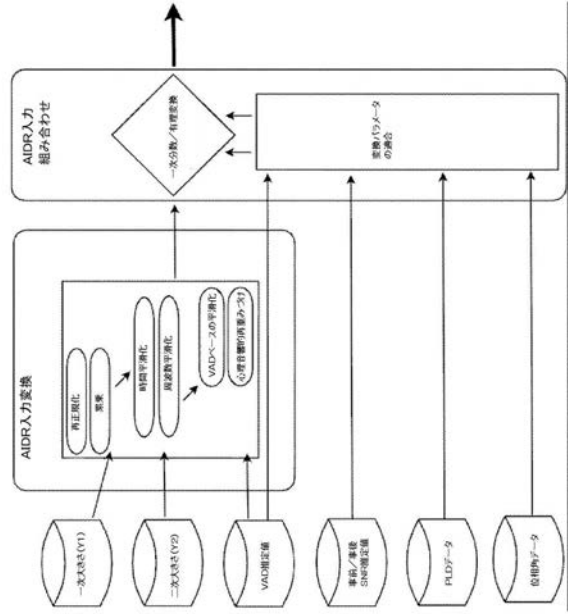 AIDR入力変換
再正規化
累乗
時間平滑化
周波数平滑化
VADベースの平滑化
心理音響的再重みづけ
AIDR入力
組み合わせ
一次分数/有理変換
変換パラメータ
の適合
一次大きさ(Y1)
二次大きさ(Y2)
VAD推定値
事前/事後
SNR推定値
PLDデータ
位相角データ